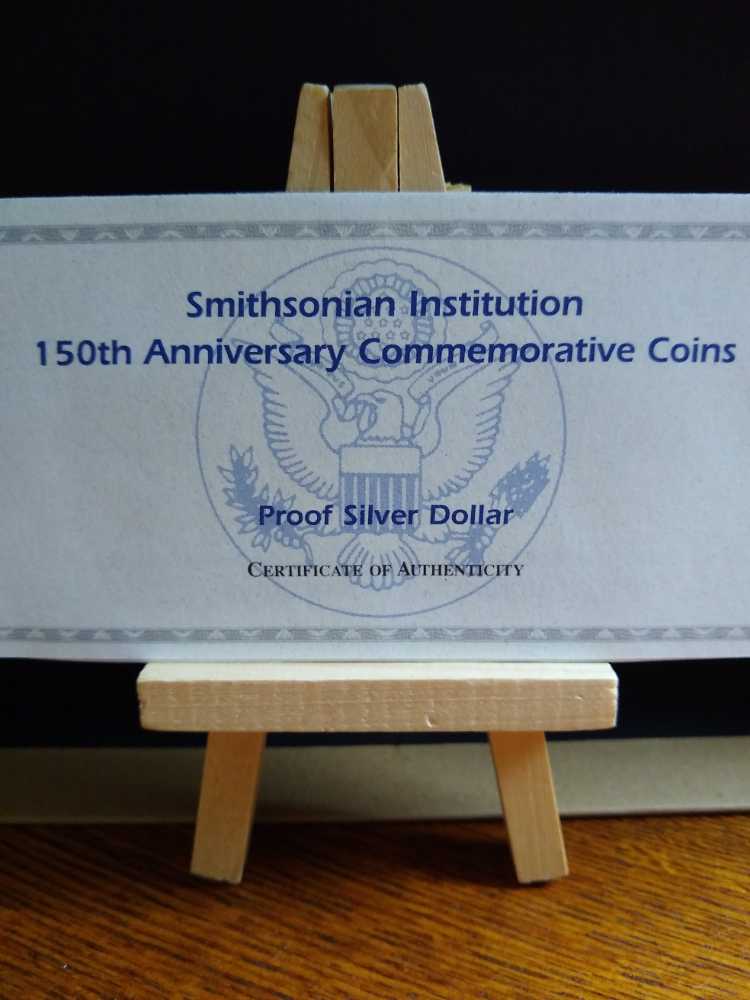 Smithsonian Institution
150th Anniversary Commemorative Coins
Proof Silver Dollar
CERTIFICATE OF AUTHENTICITY